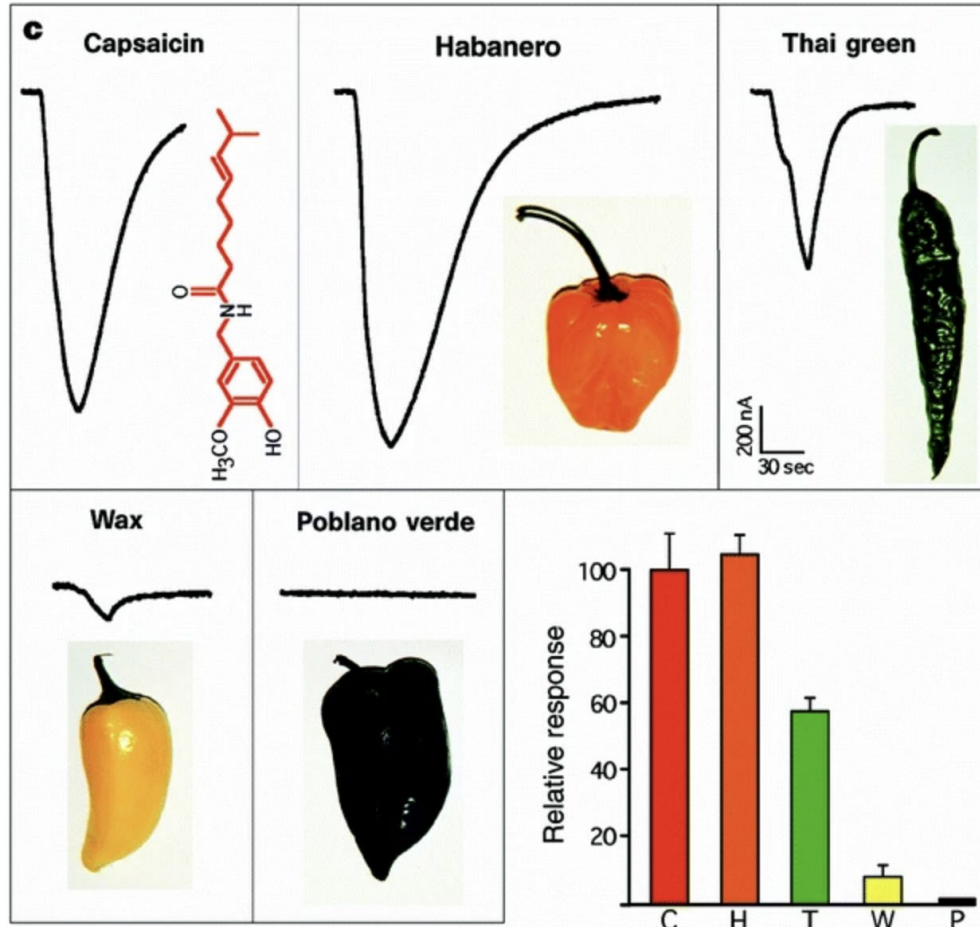 c
Capsaicin
Habanero
Thai green
O
N
H
H3CO
HO
200 nA
30 sec
Wax
Poblano verde
Relative response
100
80
60
40
20
C H T W P